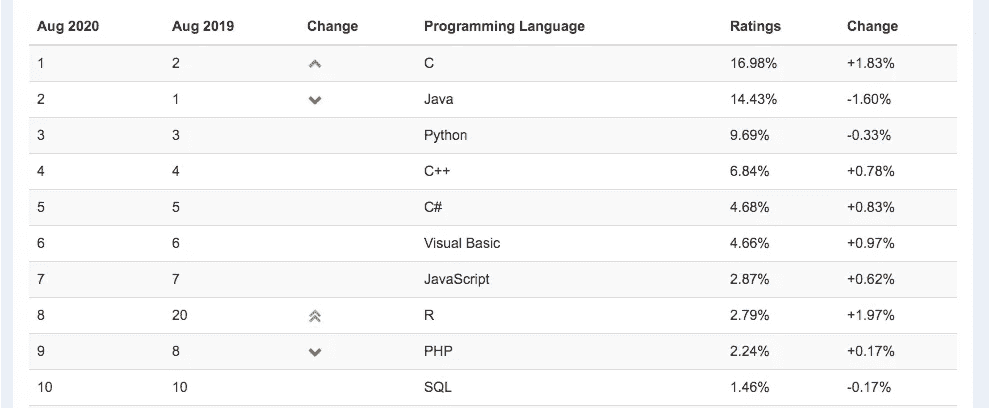 Aug 2020 Aug 2019 Change Programming Language Ratings Change
1 2 C 16.98% +1.83%
2 1 Java 14.43% -1.60%
3 3 Python 9.69% -0.33%
4 4 C++ 6.84% +0.78%
5 5 C# 4.68% +0.83%
6 6 Visual Basic 4.66% +0.97%
7 7 JavaScript 2.87% +0.62%
8 20 R 2.79% +1.97%
9 8 PHP 2.24% +0.17%
10 10 SQL 1.46% -0.17%